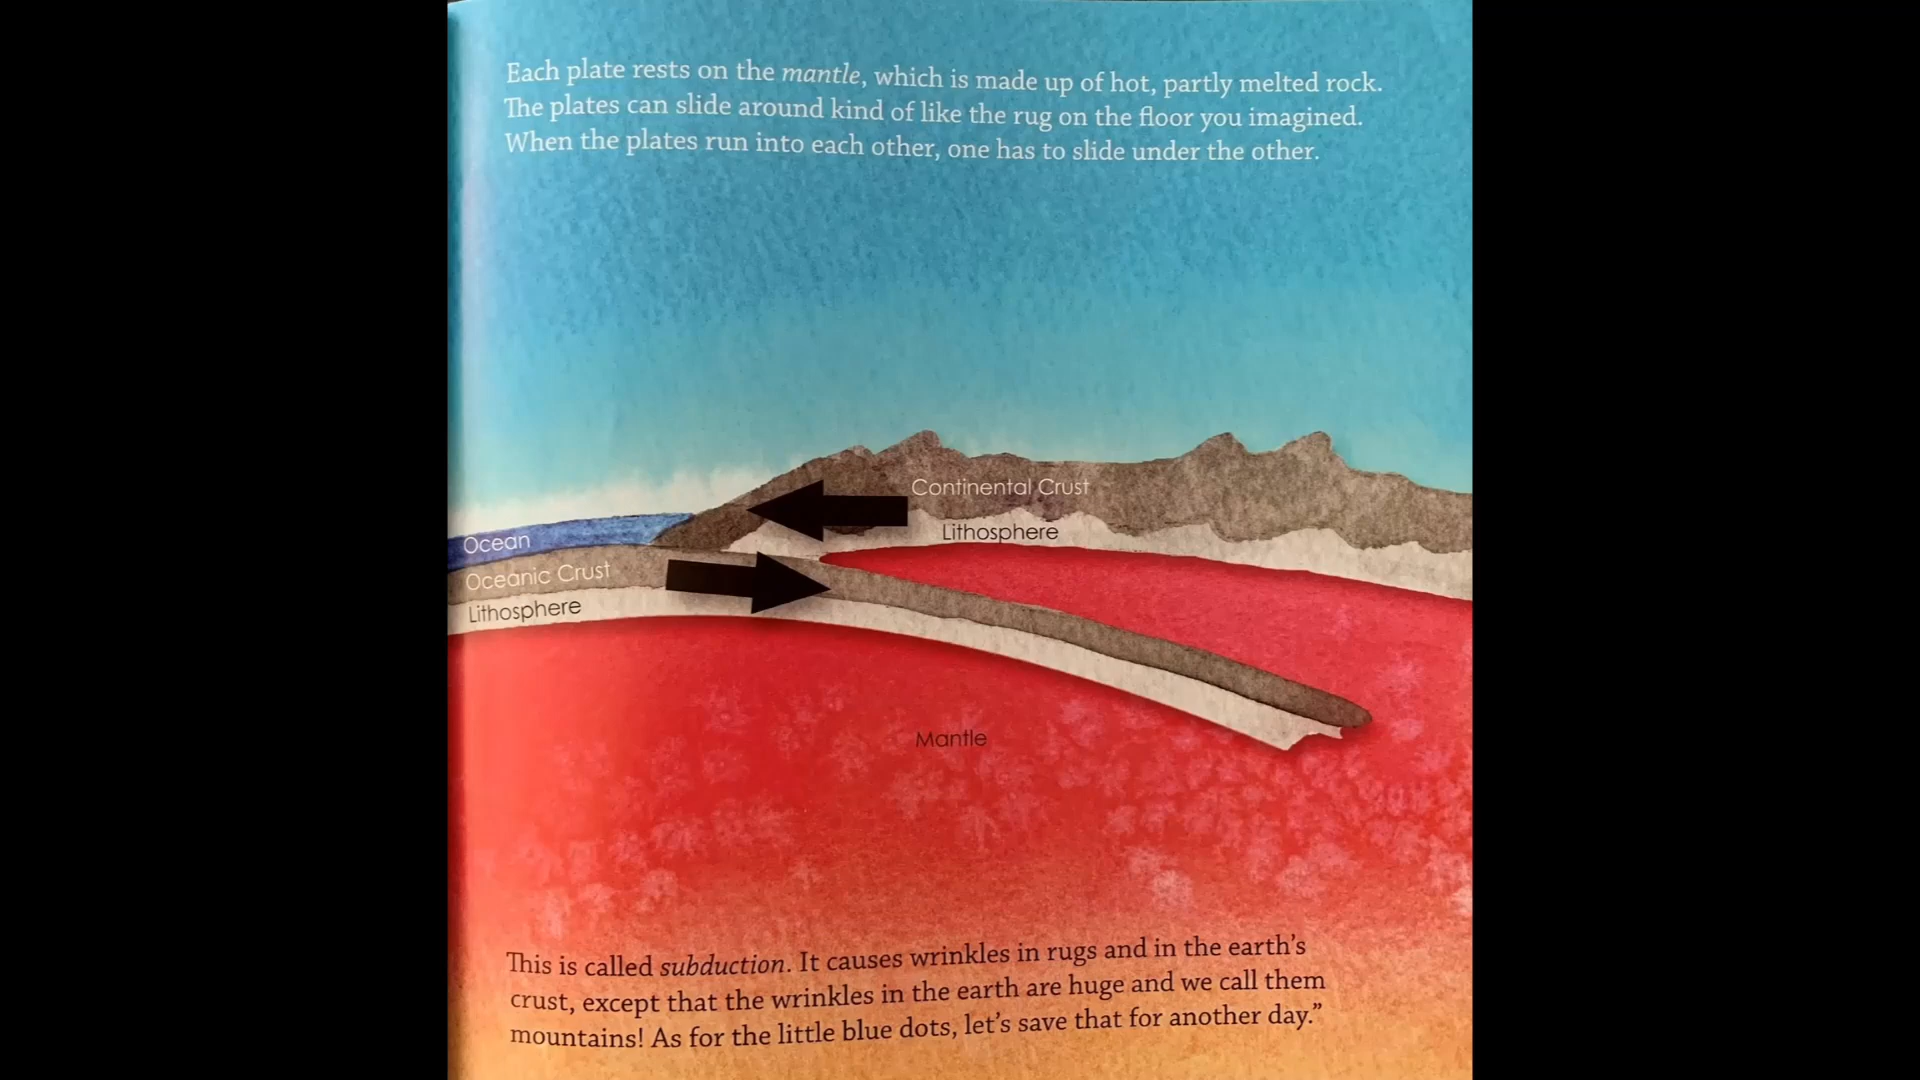 Each plate rests on the mantle, which is made up of hot, partly melted rock.
The plates can slide around kind of like the rug on the floor you imagined.
When the plates run into each other, one has to slide under the other.
Continental Crust
Lithosphere
Ocean
Oceanic Crust
Lithosphere
Mantle
This is called subduction. It causes wrinkles in rugs and in the earth’s
crust, except that the wrinkles in the earth are huge and we call them
mountains! As for the little blue dots, let’s save that for another day.”